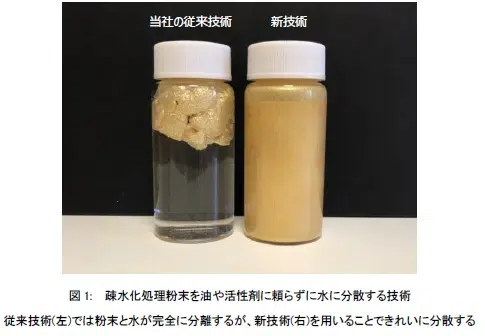 当社の従来技術 新技術
図 1: 疎水化処理粉末を油や活性剤に頼らずに水に分散する技術
従来技術(左)では粉末と水が完全に分離するが、新技術(右)を用いることできれいに分散する